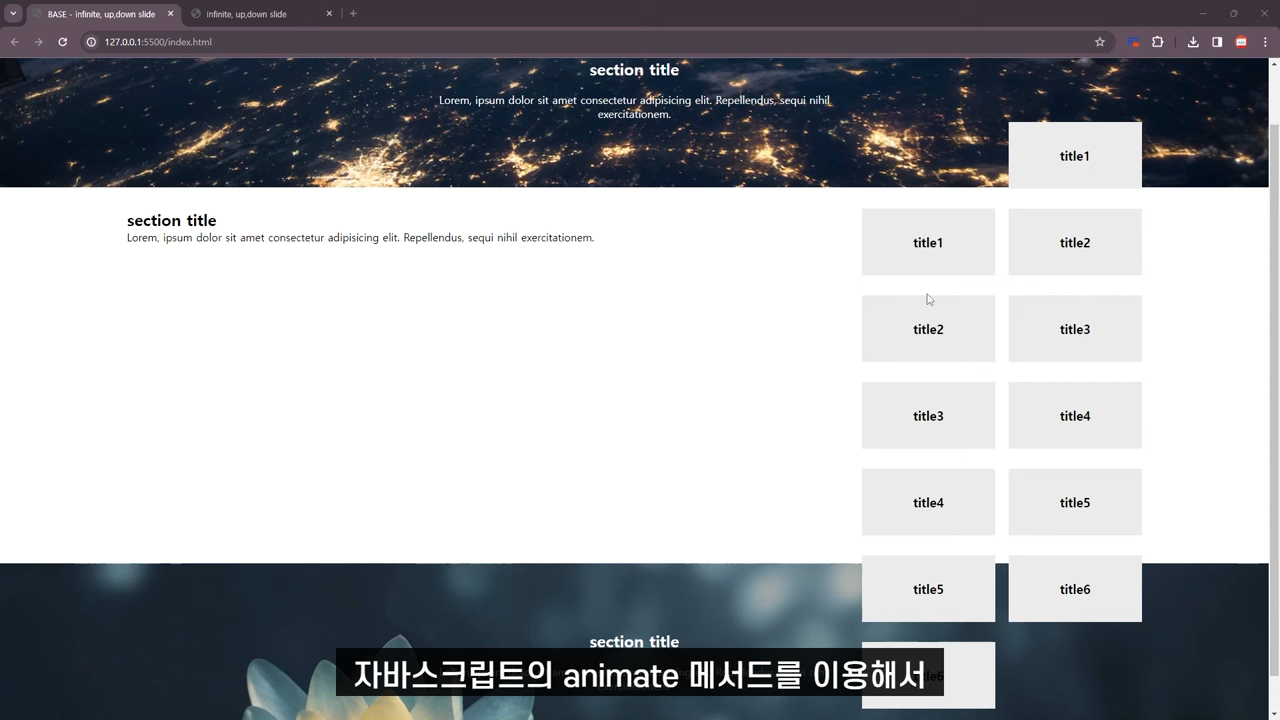 BASE - infinite, up,down slide
infinite, up,down slide
127.0.0.1:5500/index.html
section title
Lorem, ipsum dolor sit amet consectetur adipisicing elit. Repellendus, sequi nihil
exercitationem.
title1
section title
Lorem, ipsum dolor sit amet consectetur adipisicing elit. Repellendus, sequi nihil exercitationem.
title1
title2
title2
title3
title3
title4
title4
title5
title5
title6
section title
자바스크립트의 animate 메서드를 이용해서